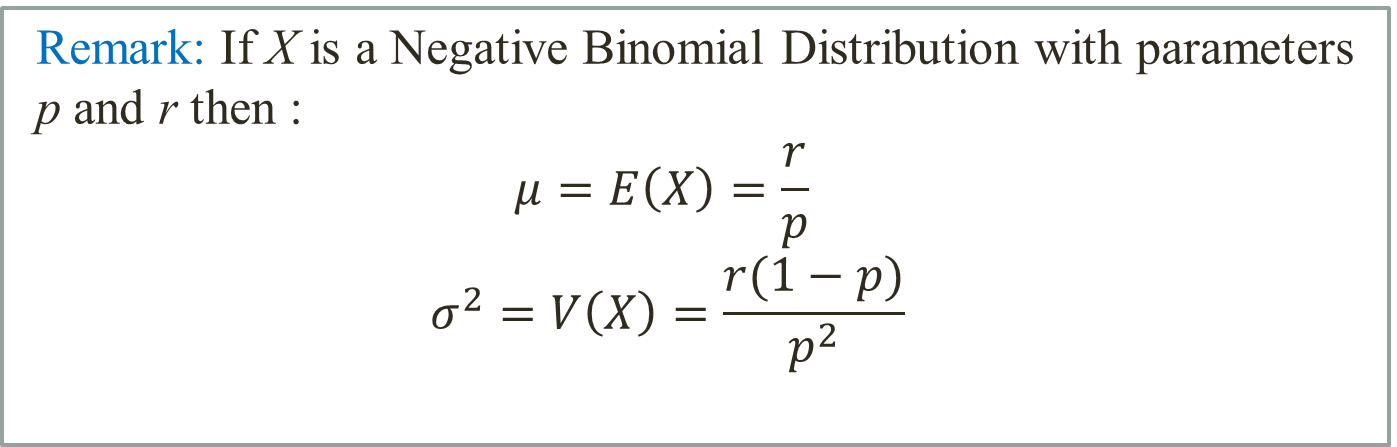 Remark: If X is a Negative Binomial Distribution with parameters
p and r then :
μ = E(X) = r/p
σ² = V(X) = r(1 − p)/p²